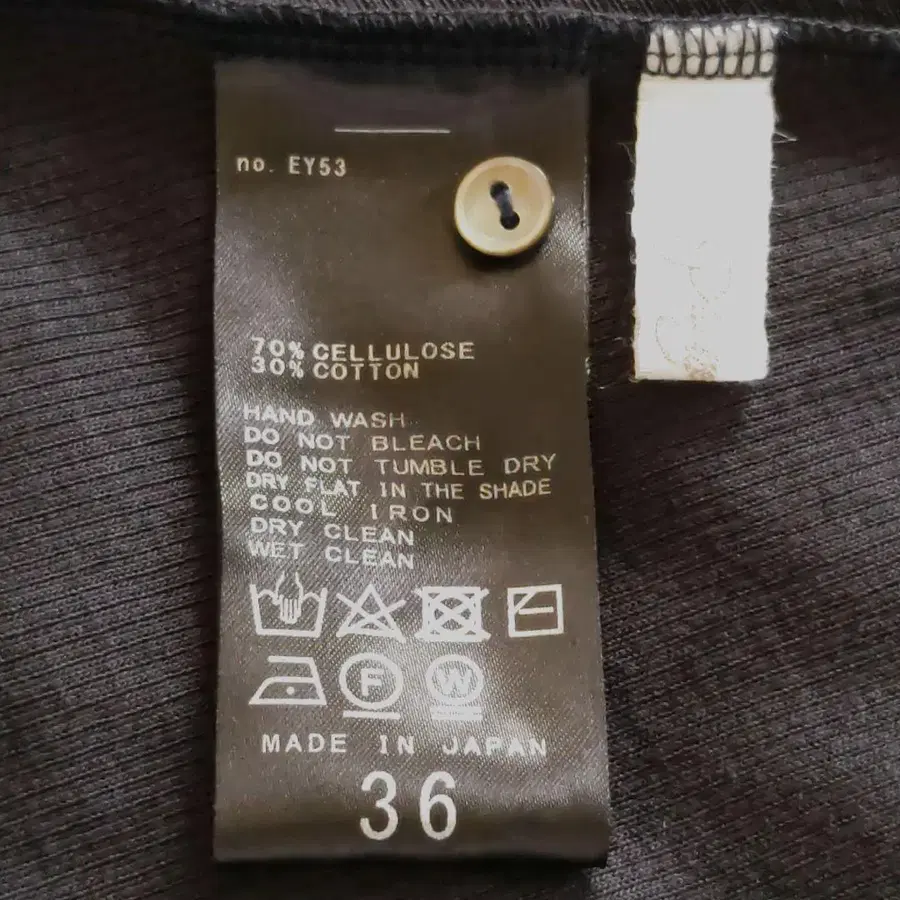 no. EY53
70% CELLULOSE
30% COTTON
HAND WASH
DO NOT BLEACH
DO NOT TUMBLE DRY
DRY FLAT IN THE SHADE
COOL IRON
DRY CLEAN
WET CLEAN
F W
MADE IN JAPAN
36